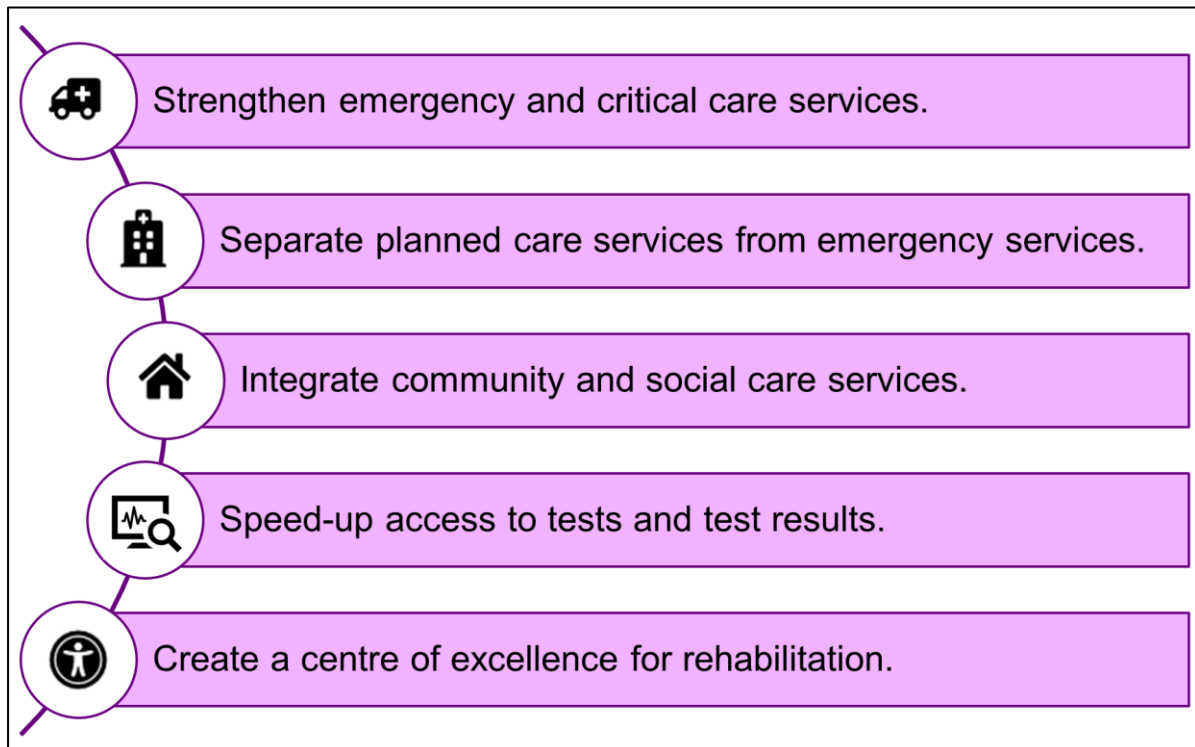 Strengthen emergency and critical care services.
Separate planned care services from emergency services.
Integrate community and social care services.
Speed-up access to tests and test results.
Create a centre of excellence for rehabilitation.